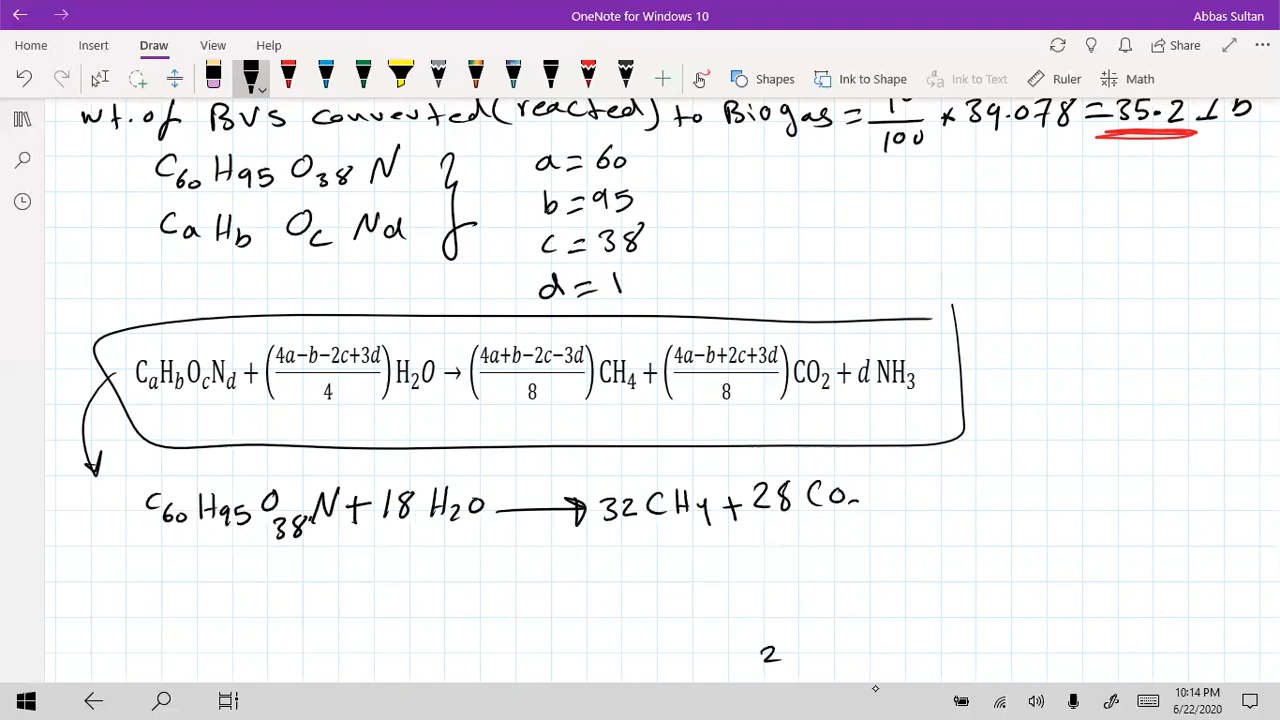 OneNote for Windows 10
Abbas Sultan
Home Insert Draw View Help Share
Shapes Ink to Shape Ink to Text Ruler Math
wt. of BVS converted (reacted) to Biogas = /100 * 39.078 = 35.2 Lb
C60 H95 O38 N
a = 60
b = 95
Ca Hb Oc Nd
c = 38
d = 1
CaHbOcNd + ((4a−b−2c+3d)/4) H2O → ((4a+b−2c−3d)/8) CH4 + ((4a−b+2c+3d)/8) CO2 + d NH3
C60 H95 O38 N + 18 H2O → 32 CH4 + 28 CO
2
10:14 PM
6/22/2020